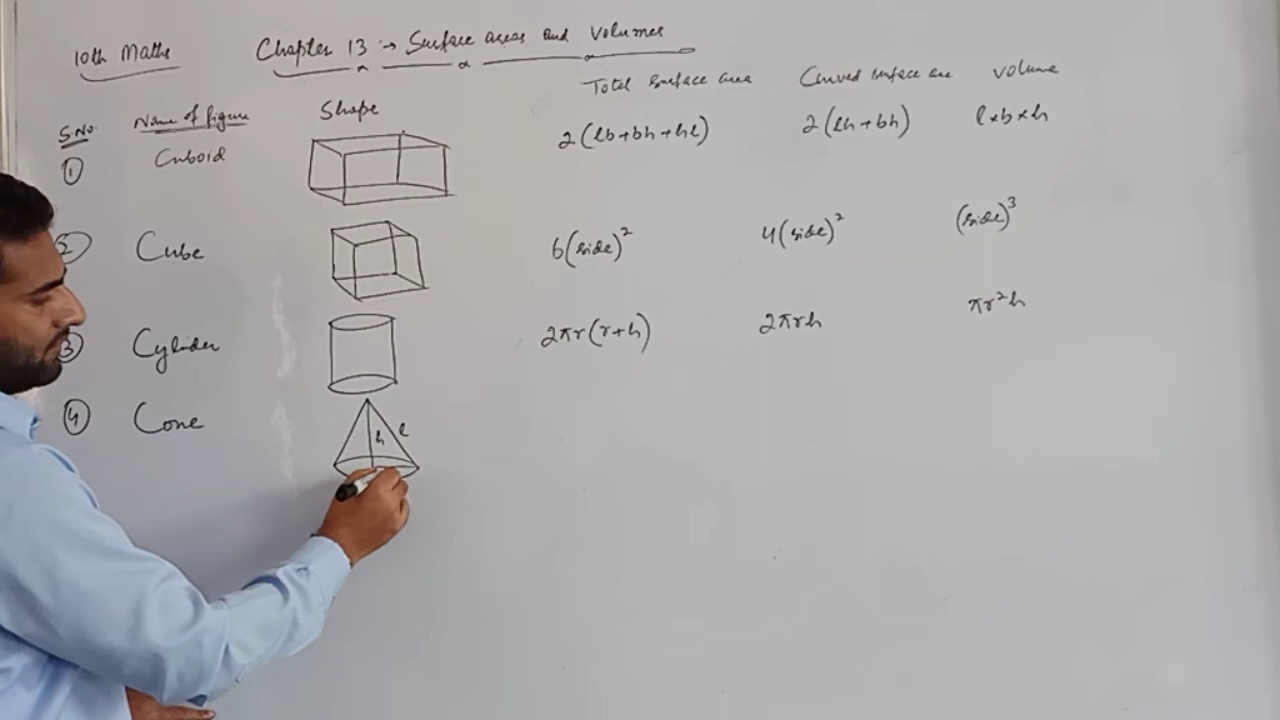 10th Maths Chapter 13 :→ Surface areas and Volumes
S.No. Name of figure Shape Total Surface area Curved surface are volume
① Cuboid 2(lb+bh+hl) 2(lh+bh) l×b×h
② Cube 6(side)² 4(side)² (side)³
③ Cylinder 2πr(r+h) 2πrh πr²h
④ Cone h l